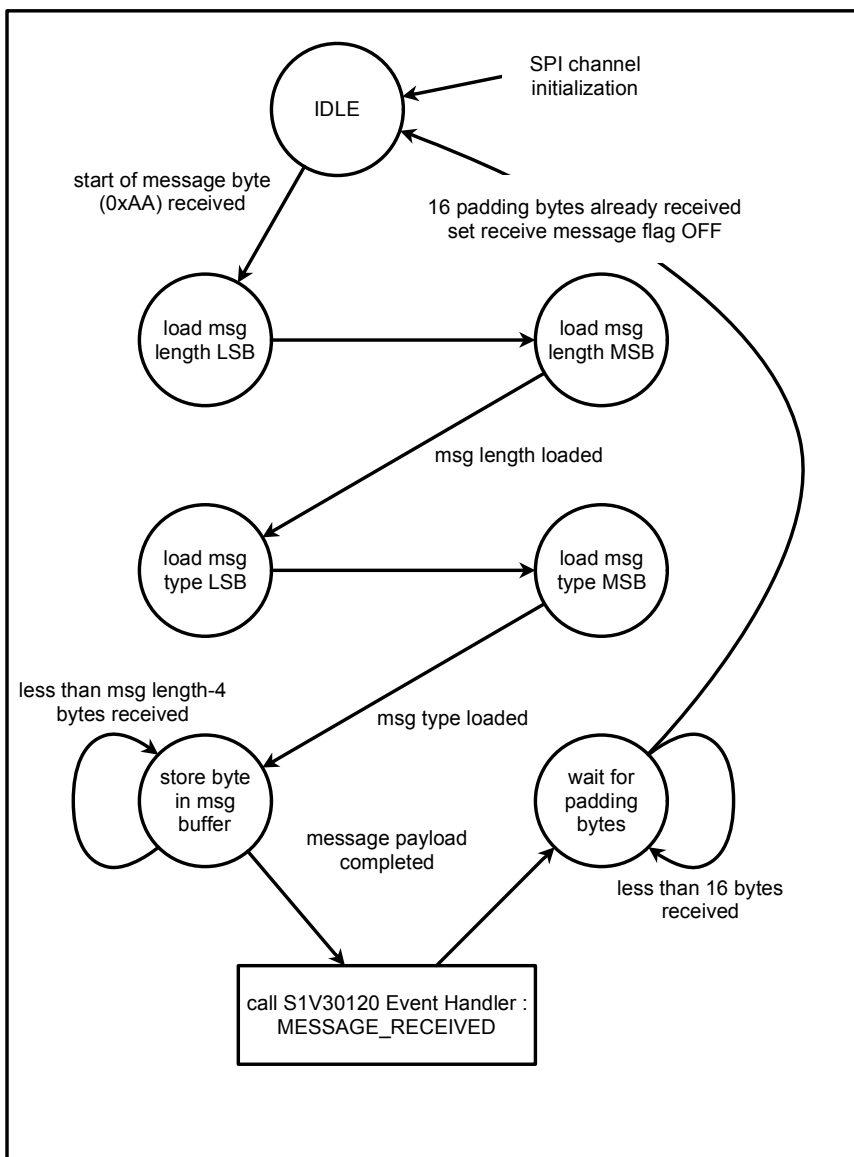 SPI channel
initialization
IDLE
start of message byte
(0xAA) received
16 padding bytes already received
set receive message flag OFF
load msg
length LSB
load msg
length MSB
msg length loaded
load msg
type LSB
load msg
type MSB
less than msg length-4
bytes received
msg type loaded
store byte
in msg
buffer
wait for
padding
bytes
message payload
completed
less than 16 bytes
received
call S1V30120 Event Handler :
MESSAGE_RECEIVED